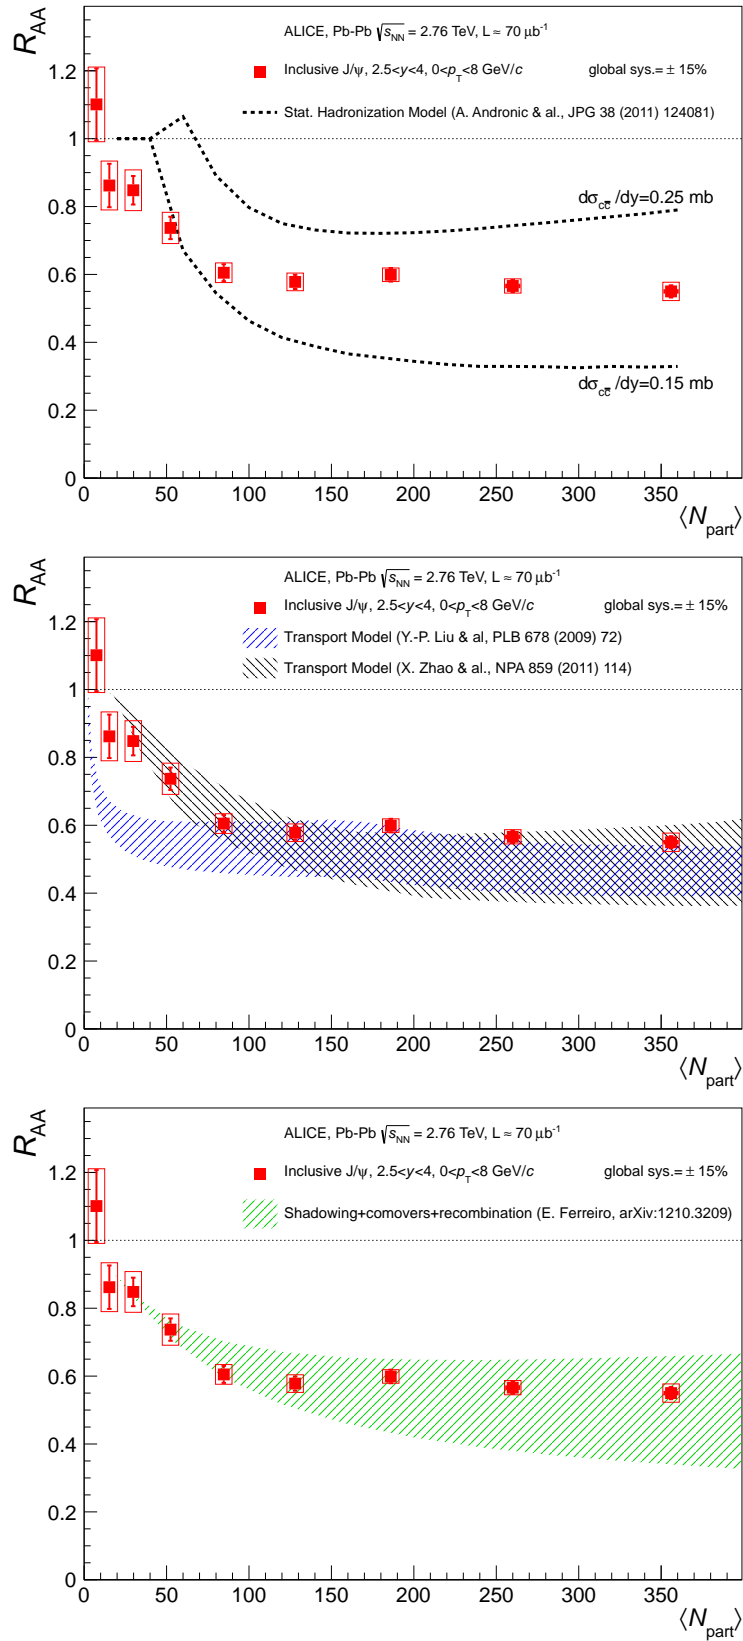 R_AA
ALICE, Pb-Pb √s_NN = 2.76 TeV, L ≈ 70 μb⁻¹
Inclusive J/ψ, 2.5<y<4, 0<p_T<8 GeV/c global sys.= ± 15%
Stat. Hadronization Model (A. Andronic & al., JPG 38 (2011) 124081)
1.2
1
0.8
0.6
0.4
0.2
0
dσ_cc̅/dy=0.25 mb
dσ_cc̅/dy=0.15 mb
0 50 100 150 200 250 300 350
⟨N_part⟩
R_AA
ALICE, Pb-Pb √s_NN = 2.76 TeV, L ≈ 70 μb⁻¹
Inclusive J/ψ, 2.5<y<4, 0<p_T<8 GeV/c global sys.= ± 15%
Transport Model (Y.-P. Liu & al, PLB 678 (2009) 72)
Transport Model (X. Zhao & al., NPA 859 (2011) 114)
1.2
1
0.8
0.6
0.4
0.2
0
0 50 100 150 200 250 300 350
⟨N_part⟩
R_AA
ALICE, Pb-Pb √s_NN = 2.76 TeV, L ≈ 70 μb⁻¹
Inclusive J/ψ, 2.5<y<4, 0<p_T<8 GeV/c global sys.= ± 15%
Shadowing+comovers+recombination (E. Ferreiro, arXiv:1210.3209)
1.2
1
0.8
0.6
0.4
0.2
0
0 50 100 150 200 250 300 350
⟨N_part⟩